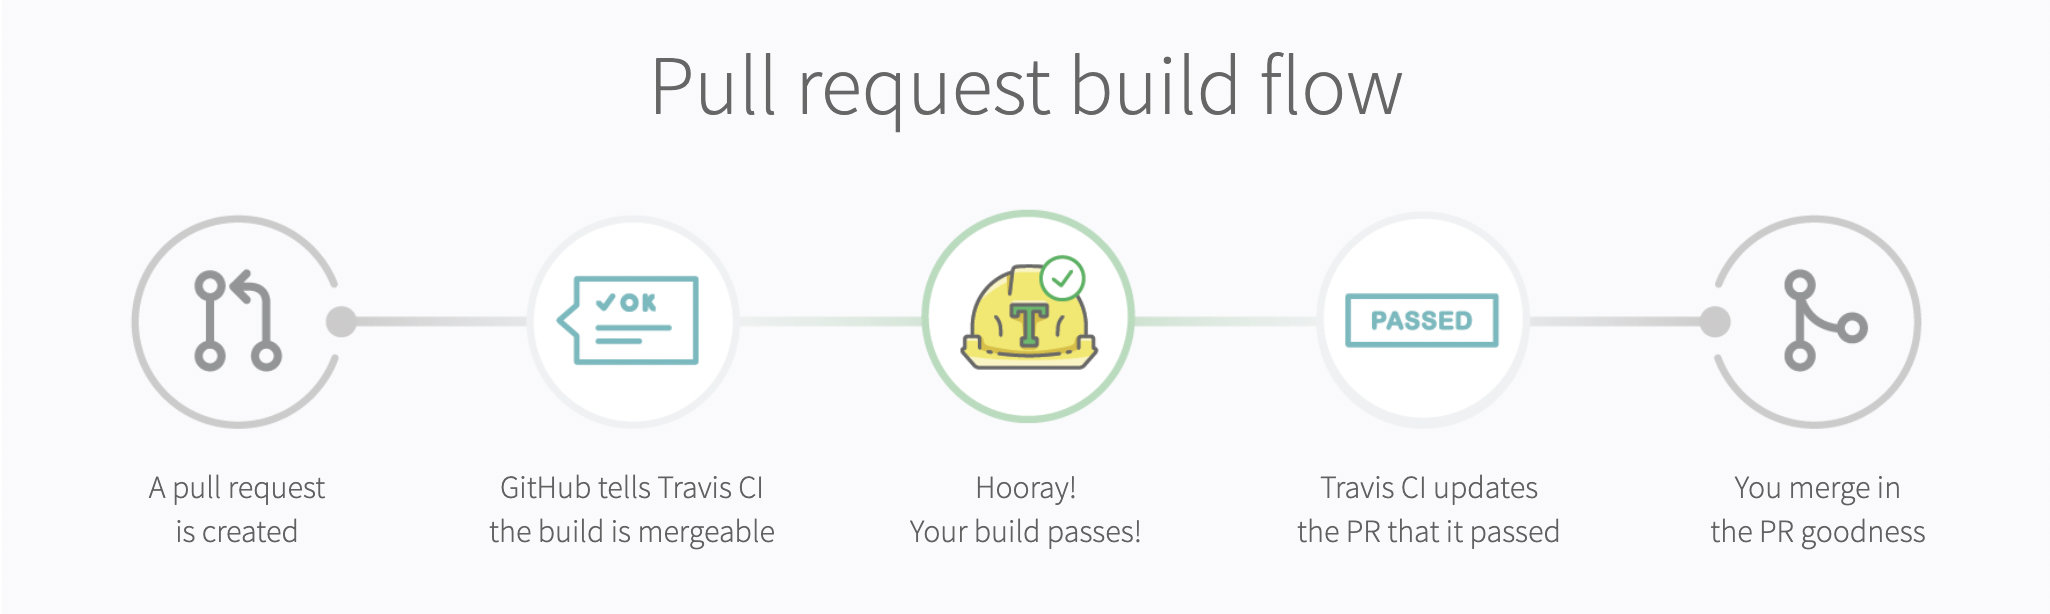 Pull request build flow
✓OK
T
PASSED
A pull request
is created
GitHub tells Travis CI
the build is mergeable
Hooray!
Your build passes!
Travis CI updates
the PR that it passed
You merge in
the PR goodness